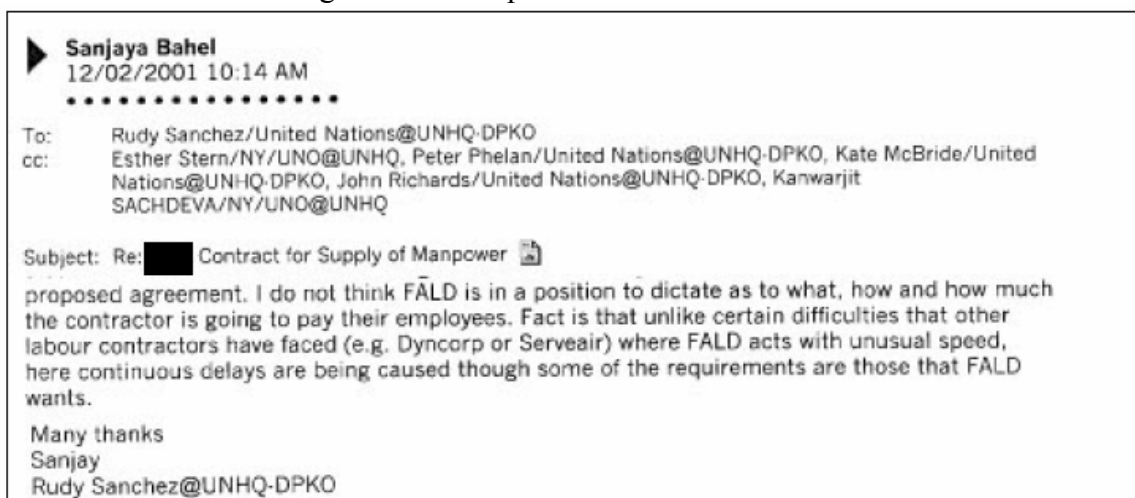 Sanjaya Bahel
12/02/2001 10:14 AM
To: Rudy Sanchez/United Nations@UNHQ-DPKO
cc: Esther Stern/NY/UNO@UNHQ, Peter Phelan/United Nations@UNHQ-DPKO, Kate McBride/United
Nations@UNHQ-DPKO, John Richards/United Nations@UNHQ-DPKO, Kanwarjit
SACHDEVA/NY/UNO@UNHQ
Subject: Re: Contract for Supply of Manpower
proposed agreement. I do not think FALD is in a position to dictate as to what, how and how much
the contractor is going to pay their employees. Fact is that unlike certain difficulties that other
labour contractors have faced (e.g. Dyncorp or Serveair) where FALD acts with unusual speed,
here continuous delays are being caused though some of the requirements are those that FALD
wants.
Many thanks
Sanjay
Rudy Sanchez@UNHQ-DPKO